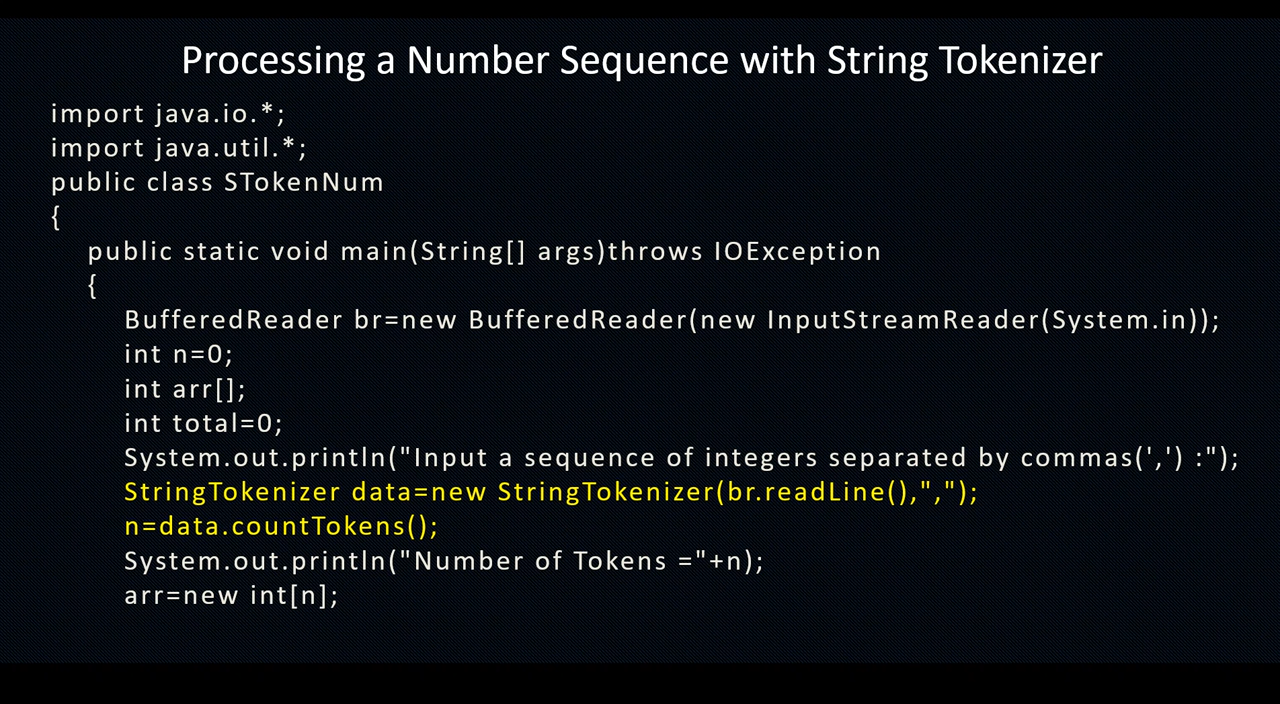 Processing a Number Sequence with String Tokenizer
import java.io.*;
import java.util.*;
public class STokenNum
{
public static void main(String[] args)throws IOException
{
BufferedReader br=new BufferedReader(new InputStreamReader(System.in));
int n=0;
int arr[];
int total=0;
System.out.println("Input a sequence of integers separated by commas(',') :");
StringTokenizer data=new StringTokenizer(br.readLine(),",");
n=data.countTokens();
System.out.println("Number of Tokens ="+n);
arr=new int[n];